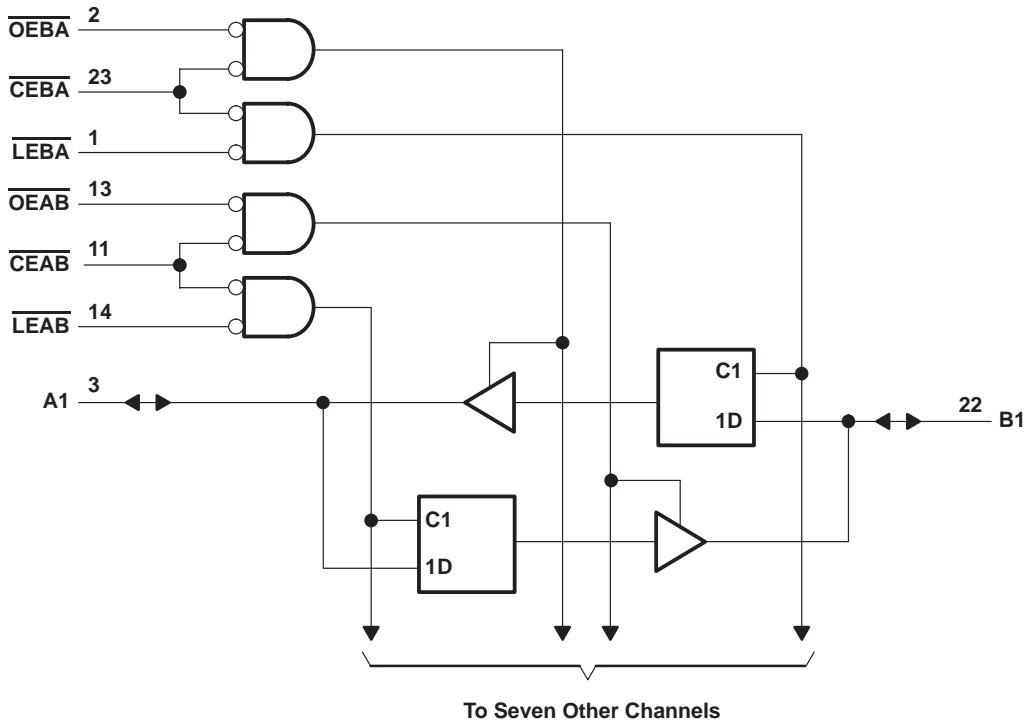 OEBA 2
CEBA 23
LEBA 1
OEAB 13
CEAB 11
LEAB 14
A1 3
C1
1D
22 B1
C1
1D
To Seven Other Channels